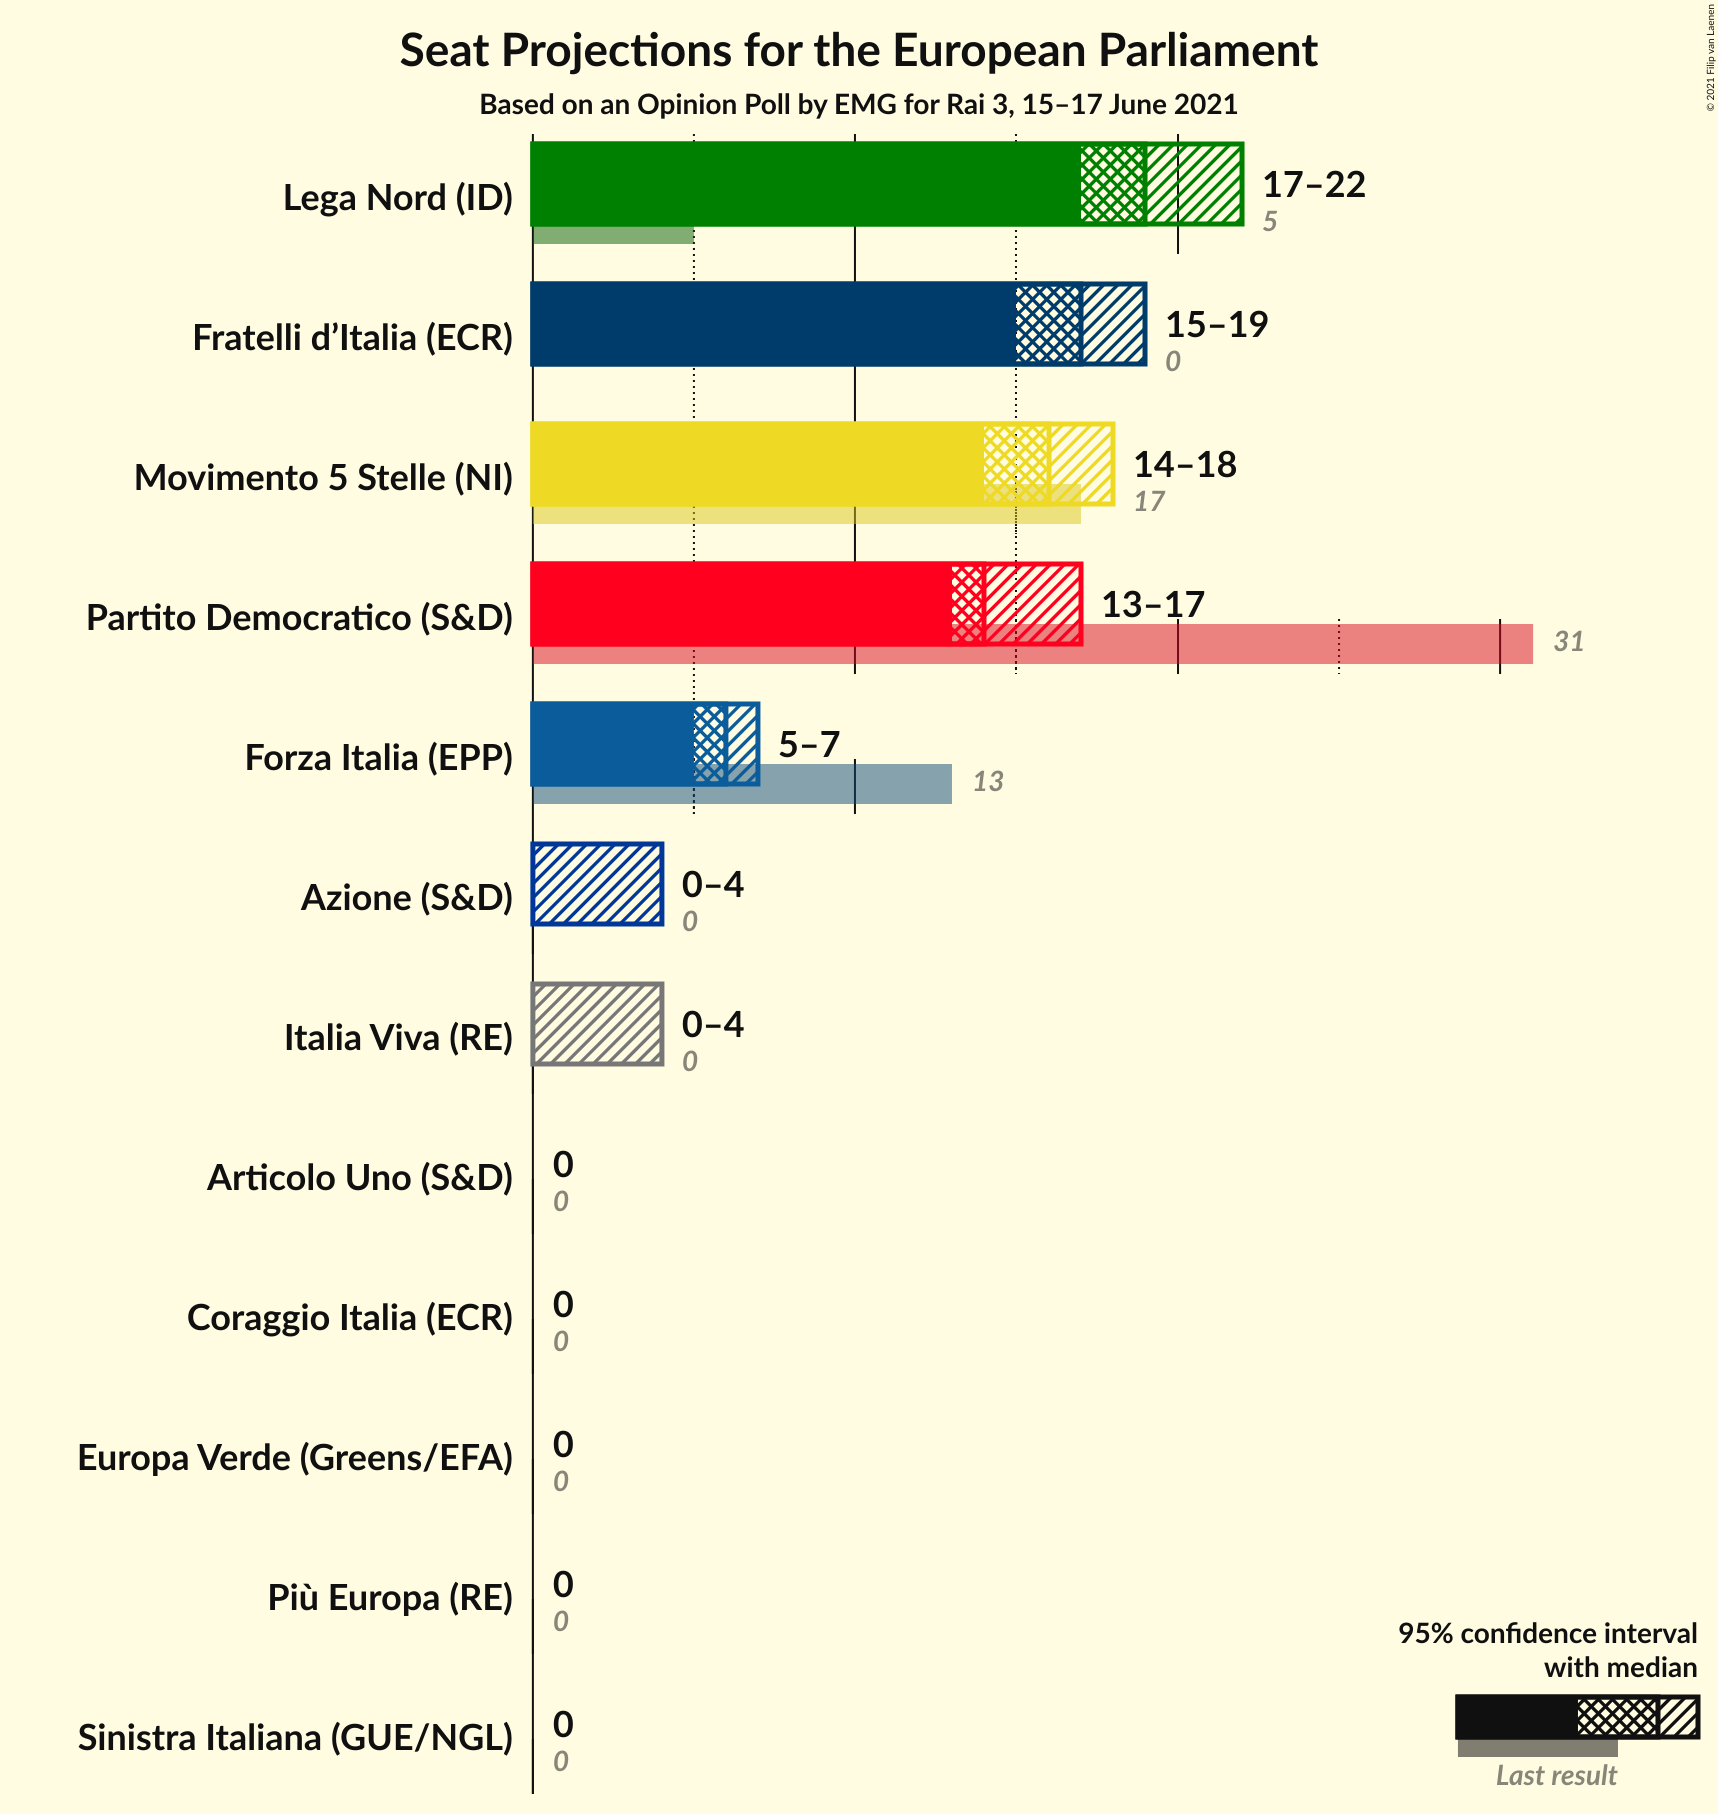 Seat Projections for the European Parliament
Based on an Opinion Poll by EMG for Rai 3, 15–17 June 2021
© 2021 Filip van Laenen
Lega Nord (ID)
17–22
5
Fratelli d’Italia (ECR)
15–19
0
Movimento 5 Stelle (NI)
14–18
17
Partito Democratico (S&D)
13–17
31
Forza Italia (EPP)
5–7
13
Azione (S&D)
0–4
0
Italia Viva (RE)
0–4
0
Articolo Uno (S&D)
0
0
Coraggio Italia (ECR)
0
0
Europa Verde (Greens/EFA)
0
0
Più Europa (RE)
0
0
Sinistra Italiana (GUE/NGL)
0
0
95% confidence interval
with median
Last result